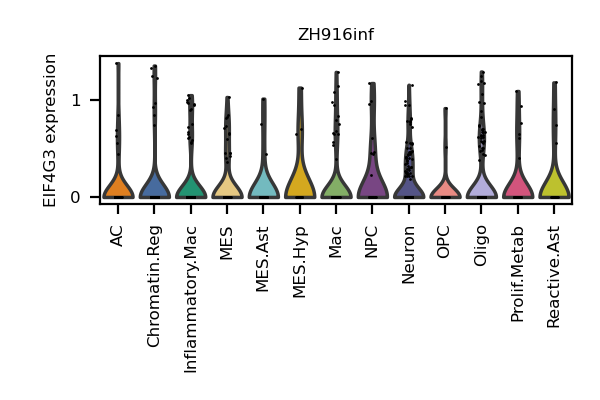 ZH916inf
EIF4G3 expression
1
0
AC
Chromatin.Reg
Inflammatory.Mac
MES
MES.Ast
MES.Hyp
Mac
NPC
Neuron
OPC
Oligo
Prolif.Metab
Reactive.Ast